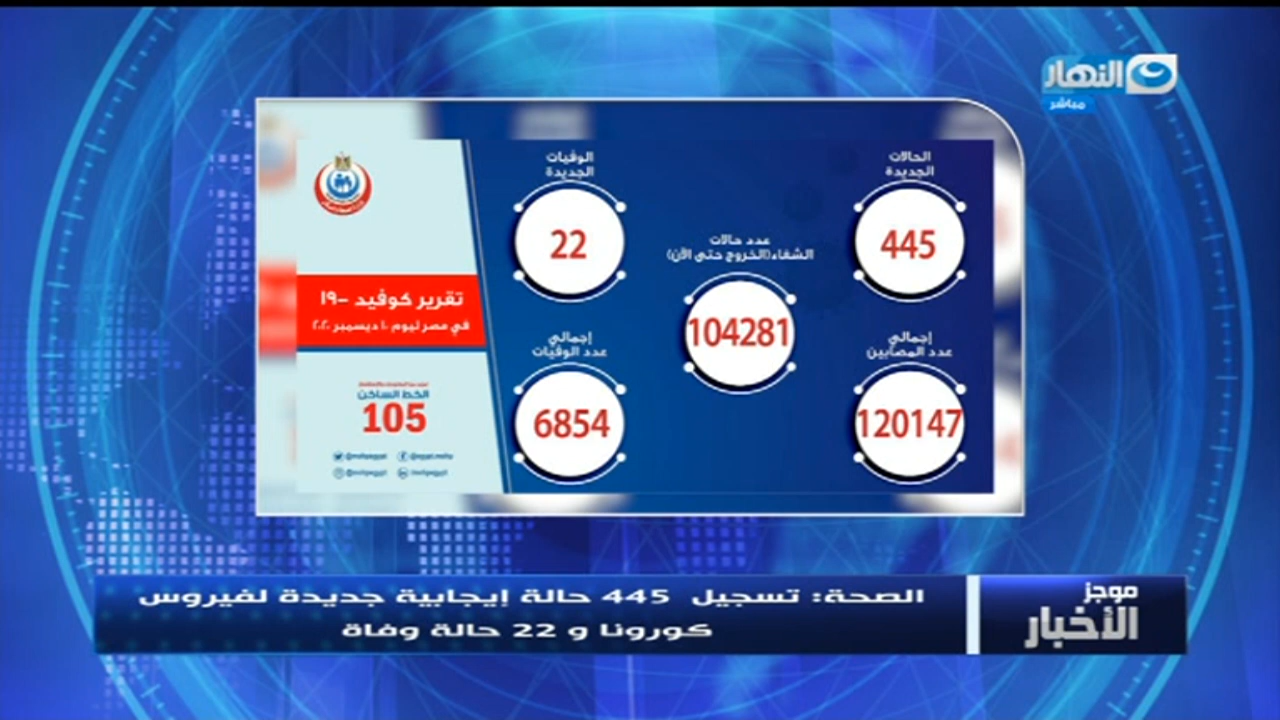 النهار
مباشر
الحالات
الجديدة
445
الوفيات
الجديدة
22
عدد حالات
الشفاء (الخروج حتى الآن)
104281
إجمالي
عدد المصابين
120147
إجمالي
عدد الوفيات
6854
تقرير كوفيد -١٩
في مصر ليوم ١٠ ديسمبر ٢٠٢٠
الخط الساخن
105
موجز
الأخبار
الصحة: تسجيل 445 حالة إيجابية جديدة لفيروس
كورونا و 22 حالة وفاة